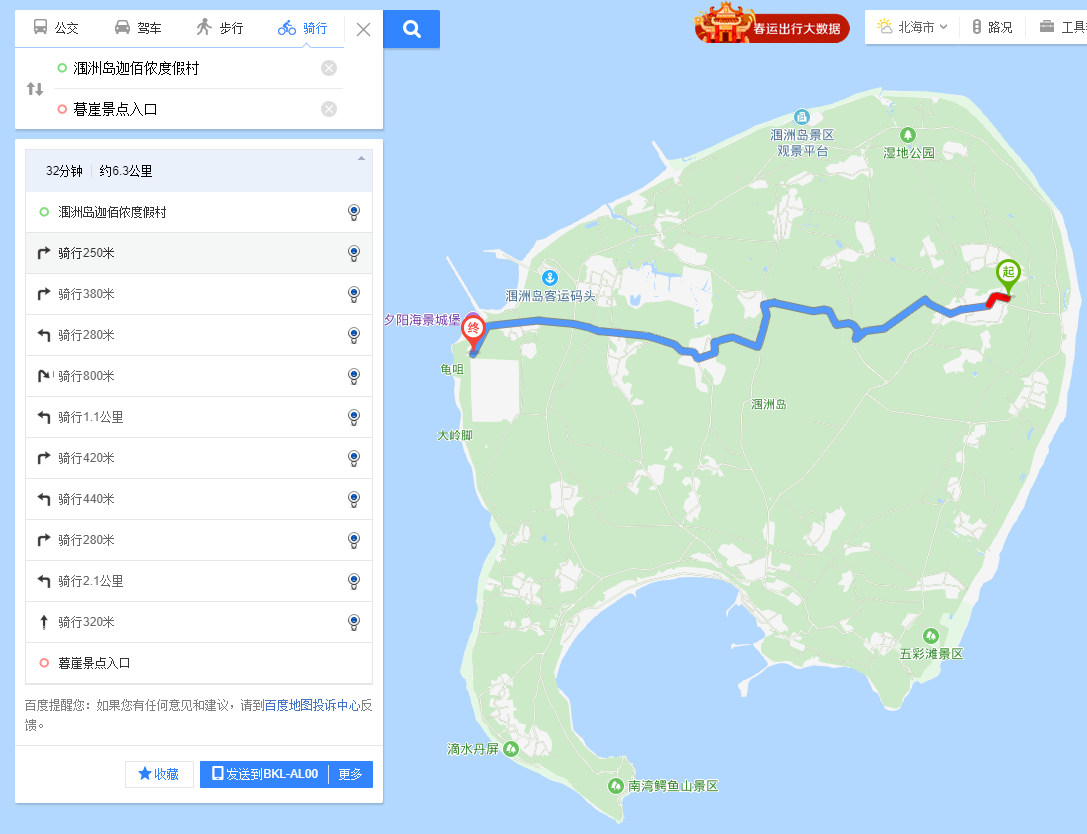 公交 驾车 步行 骑行
涠洲岛迦佰侬度假村
暮崖景点入口
32分钟 约6.3公里
涠洲岛迦佰侬度假村
骑行250米
骑行380米
骑行280米
骑行800米
骑行1.1公里
骑行420米
骑行440米
骑行280米
骑行2.1公里
骑行320米
暮崖景点入口
百度提醒您：如果您有任何意见和建议，请到百度地图投诉中心反
馈。
收藏 发送到BKL-AL00 更多
春运出行大数据
北海市 路况 工具
涠洲岛景区
观景平台
湿地公园
起
涠洲岛客运码头
夕阳海景城堡
终
龟咀
涠洲岛
大岭脚
五彩滩景区
滴水丹屏
南湾鳄鱼山景区